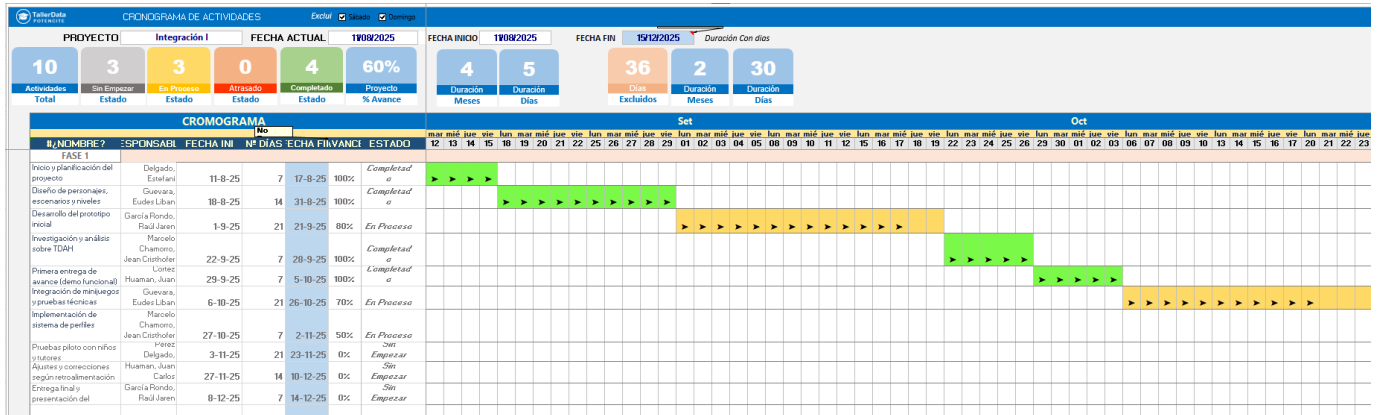 TallerData
POTENCITE
CRONOGRAMA DE ACTIVIDADES
Exclui Sábado Domingo
PROYECTO Integración I FECHA ACTUAL 11/08/2025 FECHA INICIO 11/08/2025 FECHA FIN 15/12/2025 Duración Con dias
10 3 3 0 4 60% 4 5 36 2 30
Actividades Sin Empezar En Proceso Atrasado Completado Proyecto Duración Duración Días Duración Duración
Total Estado Estado Estado Estado % Avance Meses Días Excluidos Meses Días
CROMOGRAMA Set Oct
No
mar mié jue vie lun mar mié jue vie lun mar mié jue vie lun mar mié jue vie lun mar mié jue vie lun mar mié jue vie lun mar mié jue vie lun mar mié jue vie lun mar mié jue vie lun mar mié jue vie lun mar mié jue
#¿NOMBRE? ESPONSABL FECHA INI Nº DÍAS FECHA FIN VANCE ESTADO 12 13 14 15 18 19 20 21 22 25 26 27 28 29 01 02 03 04 05 08 09 10 11 12 15 16 17 18 19 22 23 24 25 26 29 30 01 02 03 06 07 08 09 10 13 14 15 16 17 20 21 22 23
FASE 1
Inicio y planificación del
proyecto
Delgado,
Estefani
11-8-25 7 17-8-25 100%
Completad
o
Diseño de personajes,
escenarios y niveles
Guevara,
Eudes Liban
18-8-25 14 31-8-25 100%
Completad
o
Desarrollo del prototipo
inicial
García Rondo,
Raúl Jaren
1-9-25 21 21-9-25 80% En Proceso
Investigación y análisis
sobre TDAH
Marcelo
Chamorro,
Jean Cristhofer
22-9-25 7 28-9-25 100%
Completad
o
Primera entrega de
avance (demo funcional)
Cortez
Huaman, Juan
29-9-25 7 5-10-25 100%
Completad
o
Integración de minijuegos
y pruebas técnicas
Guevara,
Eudes Liban
6-10-25 21 26-10-25 70% En Proceso
Implementación de
sistema de perfiles
Marcelo
Chamorro,
Jean Cristhofer
27-10-25 7 2-11-25 50% En Proceso
Pruebas piloto con niños
y tutores
Perez
Delgado,
3-11-25 21 23-11-25 0%
Sin
Empezar
Ajustes y correcciones
según retroalimentación
Huaman, Juan
Carlos
27-11-25 14 10-12-25 0%
Sin
Empezar
Entrega final y
presentación del
García Rondo,
Raúl Jaren
8-12-25 7 14-12-25 0%
Sin
Empezar